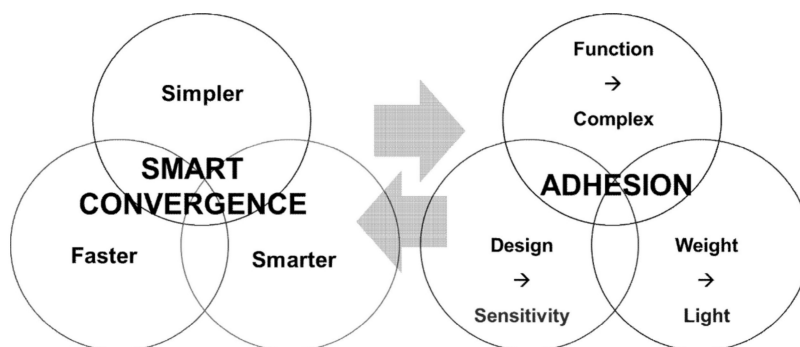 Simpler
SMART
CONVERGENCE
Faster
Smarter
Function
→
Complex
ADHESION
Design
→
Sensitivity
Weight
→
Light